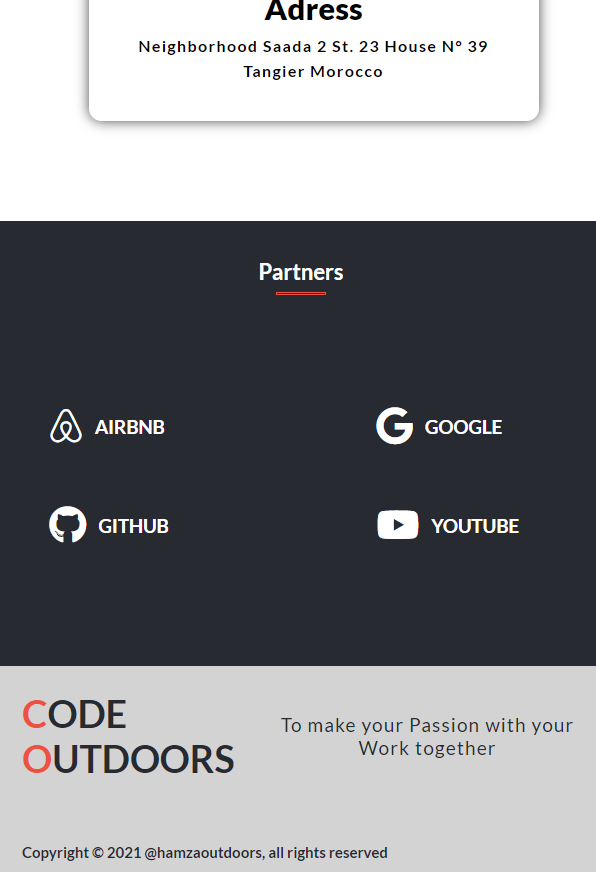 Adress
Neighborhood Saada 2 St. 23 House N° 39
Tangier Morocco
Partners
AIRBNB
GOOGLE
GITHUB
YOUTUBE
CODE
OUTDOORS
To make your Passion with your
Work together
Copyright © 2021 @hamzaoutdoors, all rights reserved